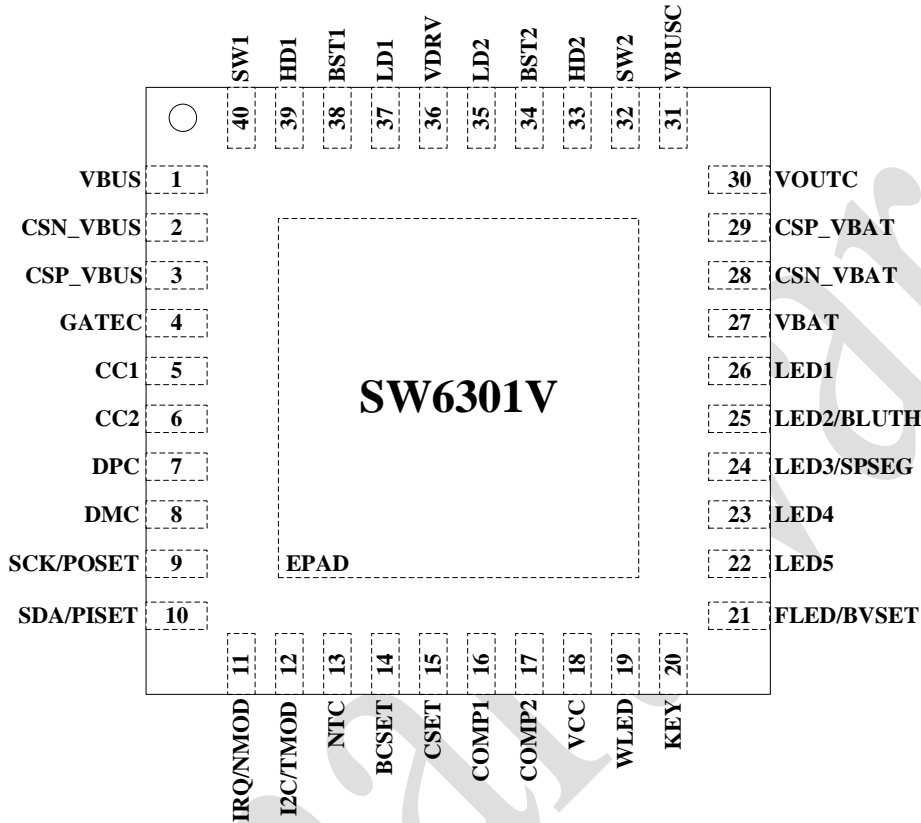 SW1 HD1 BST1 LD1 VDRV LD2 BST2 HD2 SW2 VBUSC
40 39 38 37 36 35 34 33 32 31
VBUS 1 30 VOUTC
CSN_VBUS 2 29 CSP_VBAT
CSP_VBUS 3 28 CSN_VBAT
GATEC 4 27 VBAT
CC1 5 26 LED1
SW6301V
CC2 6 25 LED2/BLUTH
DPC 7 24 LED3/SPSEG
DMC 8 23 LED4
SCK/POSET 9 EPAD 22 LED5
SDA/PISET 10 21 FLED/BVSET
11 12 13 14 15 16 17 18 19 20
IRQ/NMOD I2C/TMOD NTC BCSET CSET COMP1 COMP2 VCC WLED KEY